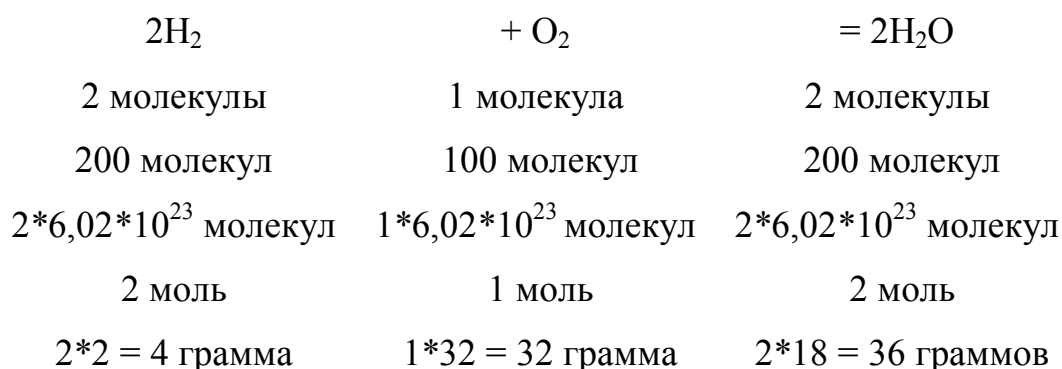 2H₂ + O₂ = 2H₂O
2 молекулы 1 молекула 2 молекулы
200 молекул 100 молекул 200 молекул
2*6,02*10²³ молекул 1*6,02*10²³ молекул 2*6,02*10²³ молекул
2 моль 1 моль 2 моль
2*2 = 4 грамма 1*32 = 32 грамма 2*18 = 36 граммов